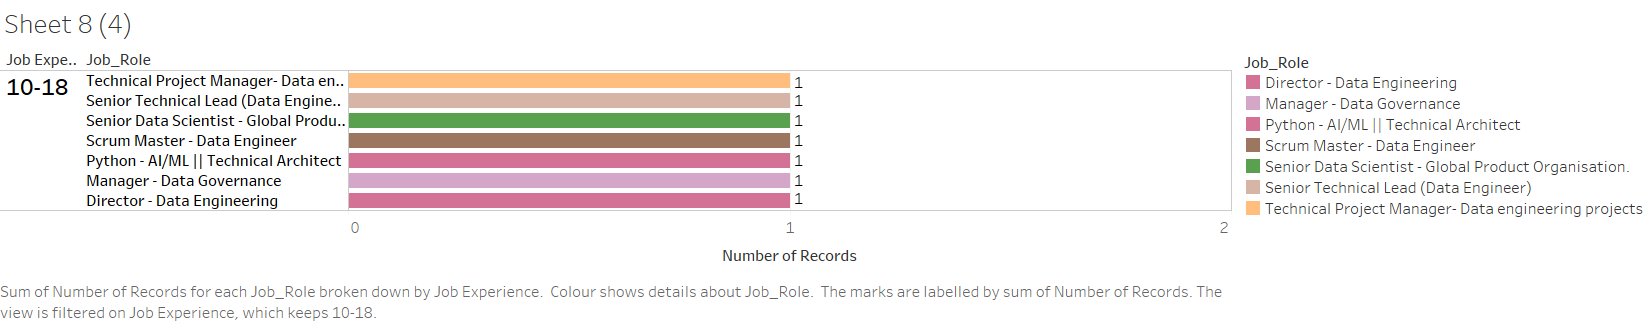 Sheet 8 (4)
Job Expe.. Job_Role
10-18
Technical Project Manager- Data en.. 1
Senior Technical Lead (Data Engine.. 1
Senior Data Scientist - Global Produ.. 1
Scrum Master - Data Engineer 1
Python - AI/ML || Technical Architect 1
Manager - Data Governance 1
Director - Data Engineering 1
0 1 2
Number of Records
Job_Role
Director - Data Engineering
Manager - Data Governance
Python - AI/ML || Technical Architect
Scrum Master - Data Engineer
Senior Data Scientist - Global Product Organisation.
Senior Technical Lead (Data Engineer)
Technical Project Manager- Data engineering projects
Sum of Number of Records for each Job_Role broken down by Job Experience.  Colour shows details about Job_Role.  The marks are labelled by sum of Number of Records. The
view is filtered on Job Experience, which keeps 10-18.